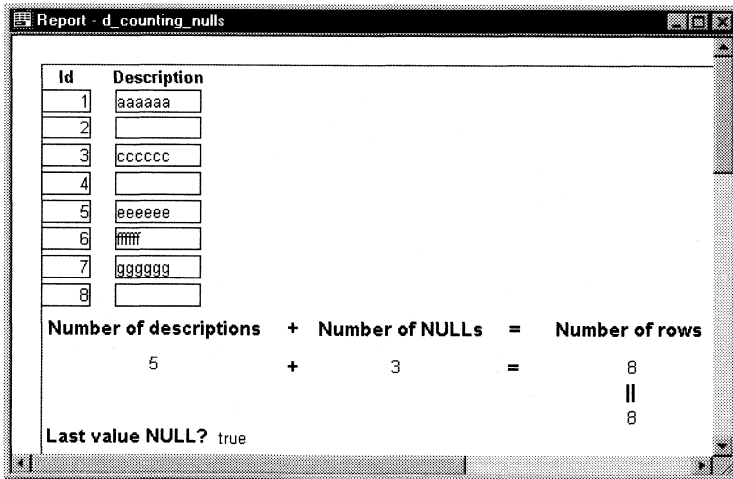 Report - d_counting_nulls
Id Description
1 aaaaaa
2
3 cccccc
4
5 eeeeee
6 ffffff
7 gggggg
8
Number of descriptions + Number of NULLs = Number of rows
5 + 3 = 8
||
8
Last value NULL? true